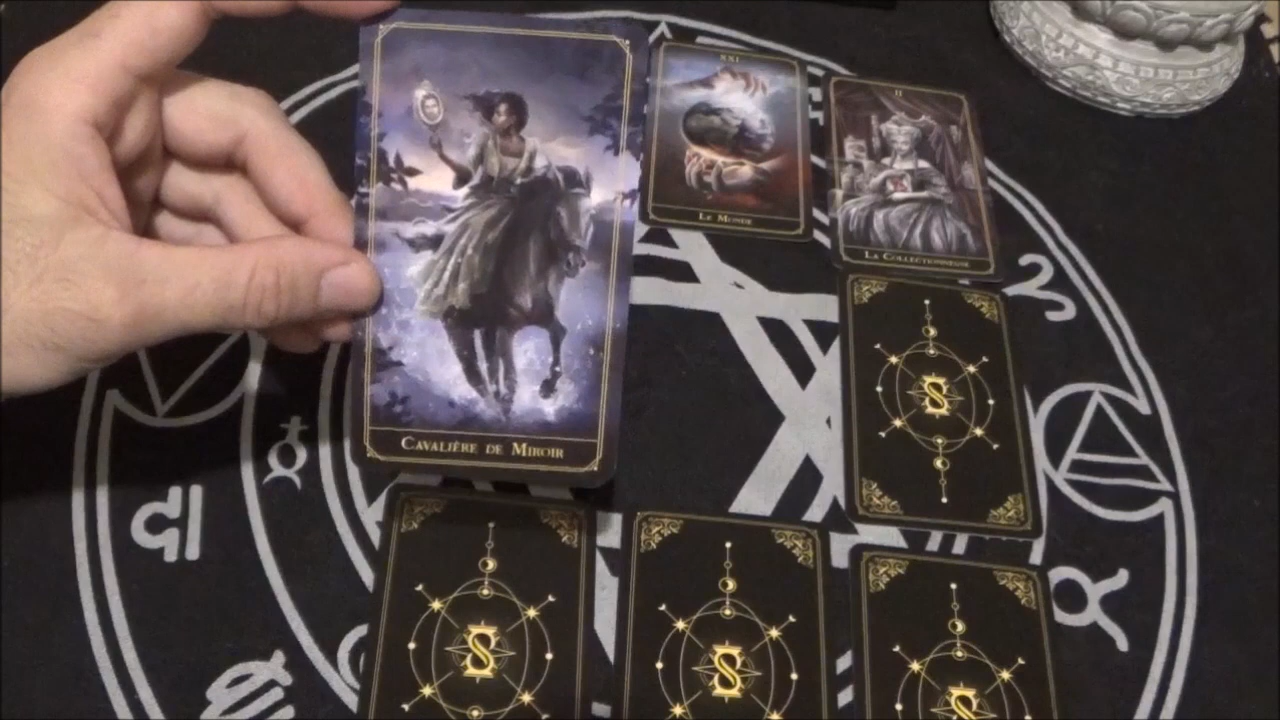 XXI
II
Le Monde
La Collectionneuse
Cavalière de Miroir
S
S
S
S